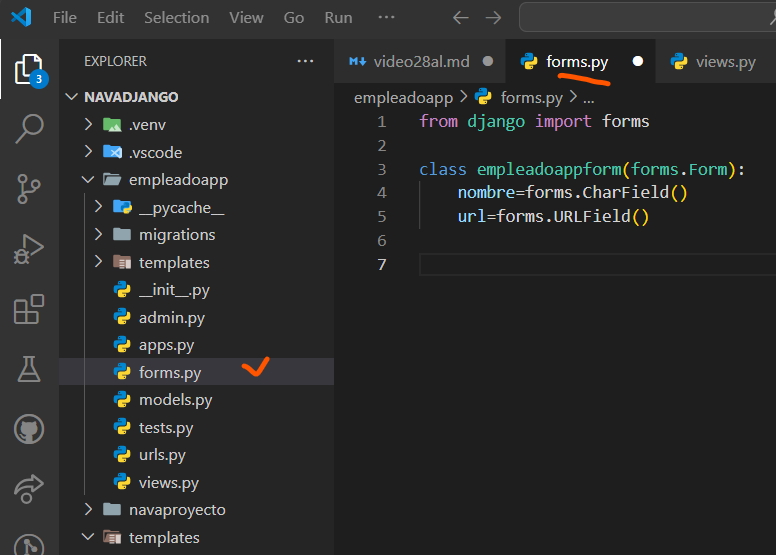 File Edit Selection View Go Run ...
EXPLORER ...
video28al.md
forms.py
views.py
NAVADJANGO
empleadoapp > forms.py > ...
.venv
.vscode
empleadoapp
__pycache__
migrations
templates
__init__.py
admin.py
apps.py
forms.py
models.py
tests.py
urls.py
views.py
navaproyecto
templates
3
1 from django import forms
2
3 class empleadoappform(forms.Form):
4     nombre=forms.CharField()
5     url=forms.URLField()
6
7